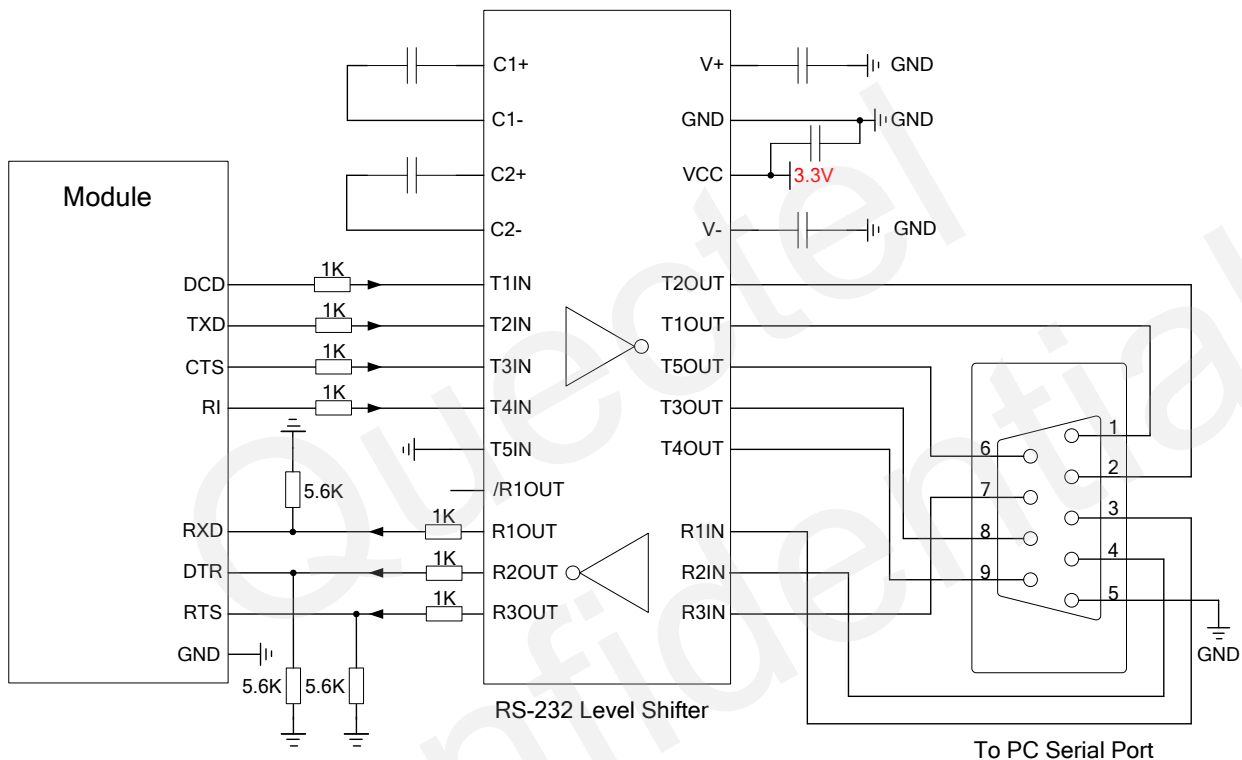 C1+
V+
GND
C1-
GND
GND
C2+
VCC
3.3V
Module
C2-
V-
GND
DCD
1K
T1IN
T2OUT
TXD
1K
T2IN
T1OUT
CTS
1K
T3IN
T5OUT
RI
1K
T4IN
T3OUT
T5IN
T4OUT
1
6
2
5.6K
/R1OUT
7
3
RXD
1K
R1OUT
R1IN
8
4
DTR
1K
R2OUT
R2IN
9
5
RTS
1K
R3OUT
R3IN
GND
GND
5.6K
5.6K
RS-232 Level Shifter
To PC Serial Port
Quectel
Confidential